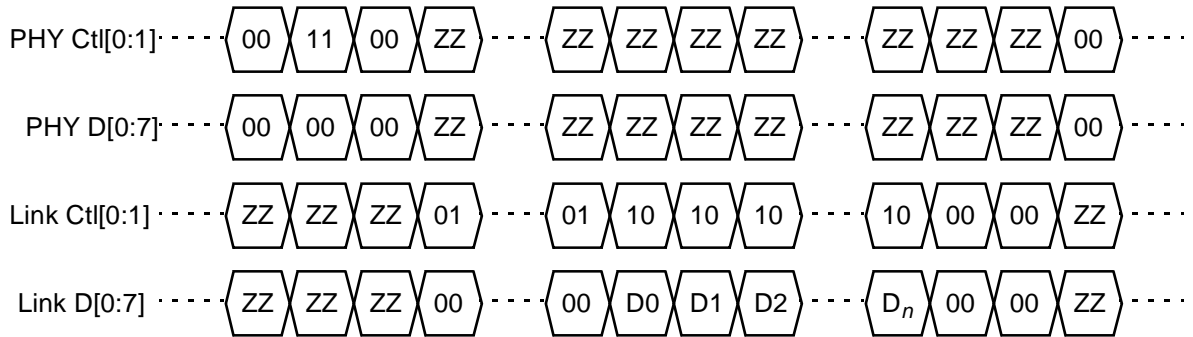 PHY Ctl[0:1] 00 11 00 ZZ ZZ ZZ ZZ ZZ ZZ ZZ ZZ 00
PHY D[0:7] 00 00 00 ZZ ZZ ZZ ZZ ZZ ZZ ZZ ZZ 00
Link Ctl[0:1] ZZ ZZ ZZ 01 01 10 10 10 10 00 00 ZZ
Link D[0:7] ZZ ZZ ZZ 00 00 D0 D1 D2 Dn 00 00 ZZ